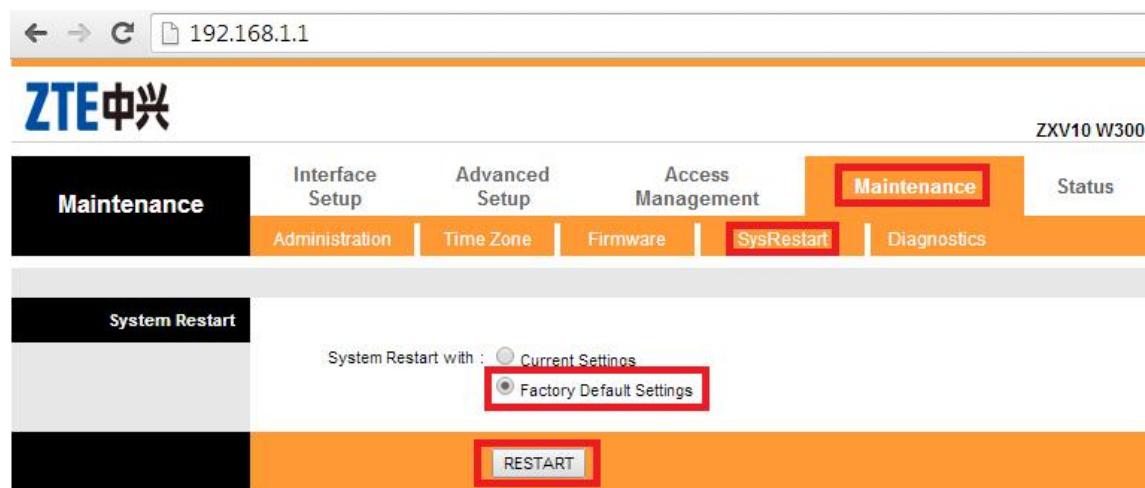 192.168.1.1
ZTE中兴
ZXV10 W300
Maintenance
Interface Setup
Advanced Setup
Access Management
Maintenance
Status
Administration
Time Zone
Firmware
SysRestart
Diagnostics
System Restart
System Restart with :
Current Settings
Factory Default Settings
RESTART